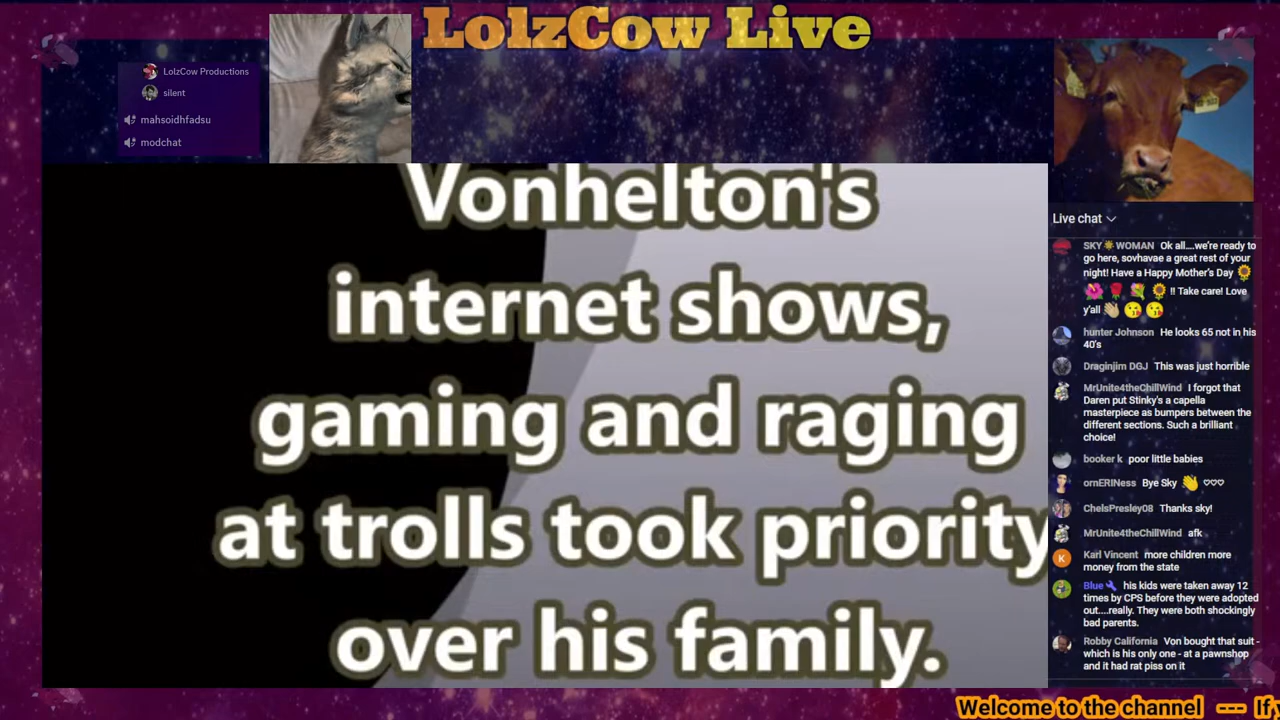 LolzCow Live
LolzCow Productions
silent
mahsoidhfadsu
modchat
Vonhelton's
internet shows,
gaming and raging
at trolls took priority
over his family.
Live chat
SKY🌻WOMAN Ok all....we're ready to
go here, sovhavae a great rest of your
night! Have a Happy Mother's Day 🌻
🌺 🌹 💐 🌻 !! Take care! Love
y'all 👋 😘 😘
hunter Johnson He looks 65 not in his
40's
Draginjim DGJ This was just horrible
MrUnite4theChillWind I forgot that
Daren put Stinky's a capella
masterpiece as bumpers between the
different sections. Such a brilliant
choice!
booker k poor little babies
ornERINess Bye Sky 👋 ♡♡♡
ChelsPresley08 Thanks sky!
MrUnite4theChillWind afk
K
Karl Vincent more children more
money from the state
Blue🔧 his kids were taken away 12
times by CPS before they were adopted
out....really. They were both shockingly
bad parents.
Robby California Von bought that suit -
which is his only one - at a pawnshop
and it had rat piss on it
Welcome to the channel --- If